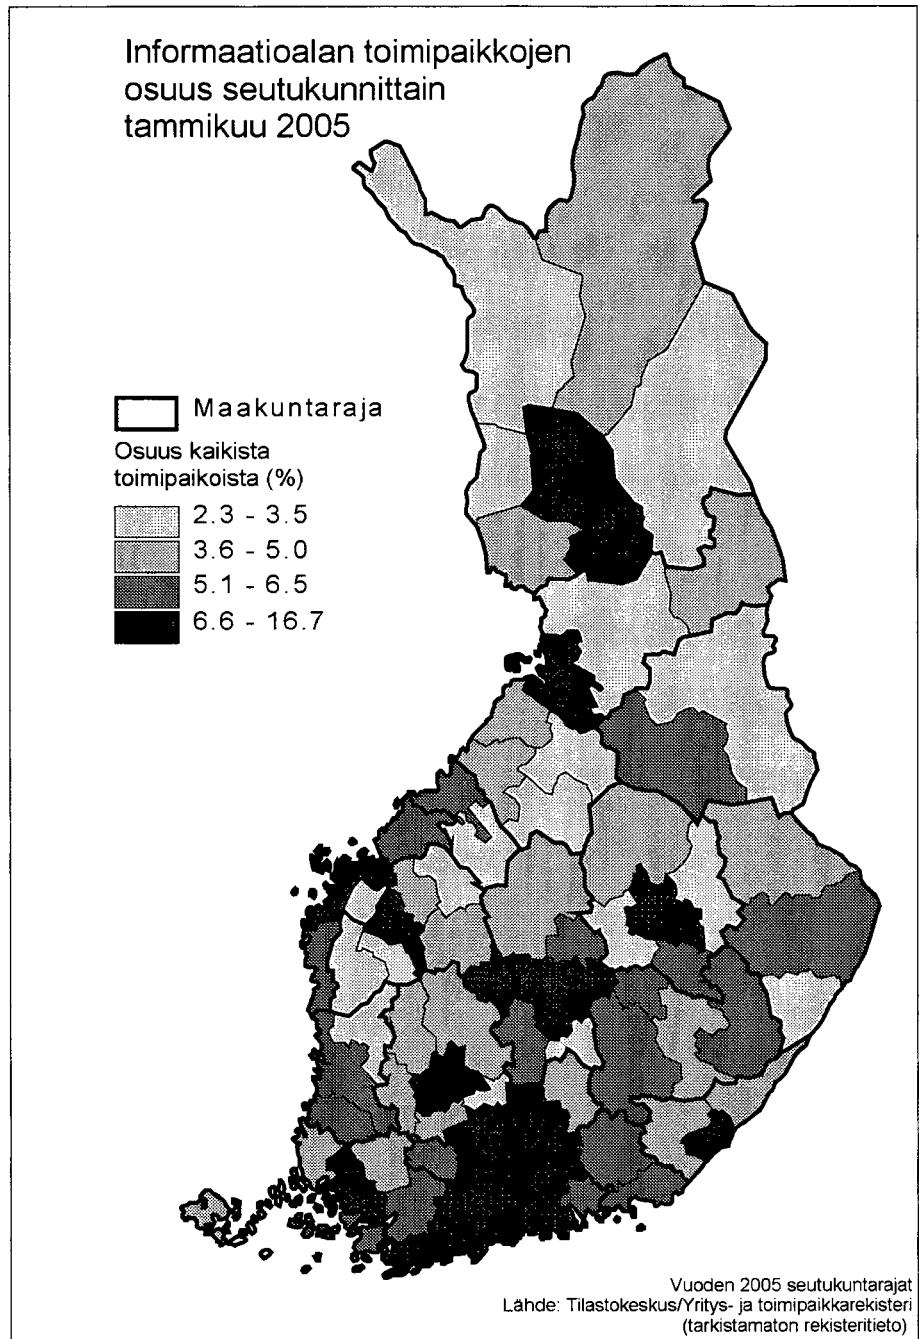 Informaatioalan toimipaikkojen
osuus seutukunnittain
tammikuu 2005
Maakuntaraja
Osuus kaikista
toimipaikoista (%)
2.3 - 3.5
3.6 - 5.0
5.1 - 6.5
6.6 - 16.7
Vuoden 2005 seutukuntarajat
Lähde: Tilastokeskus/Yritys- ja toimipaikkarekisteri
(tarkistamaton rekisteritieto)